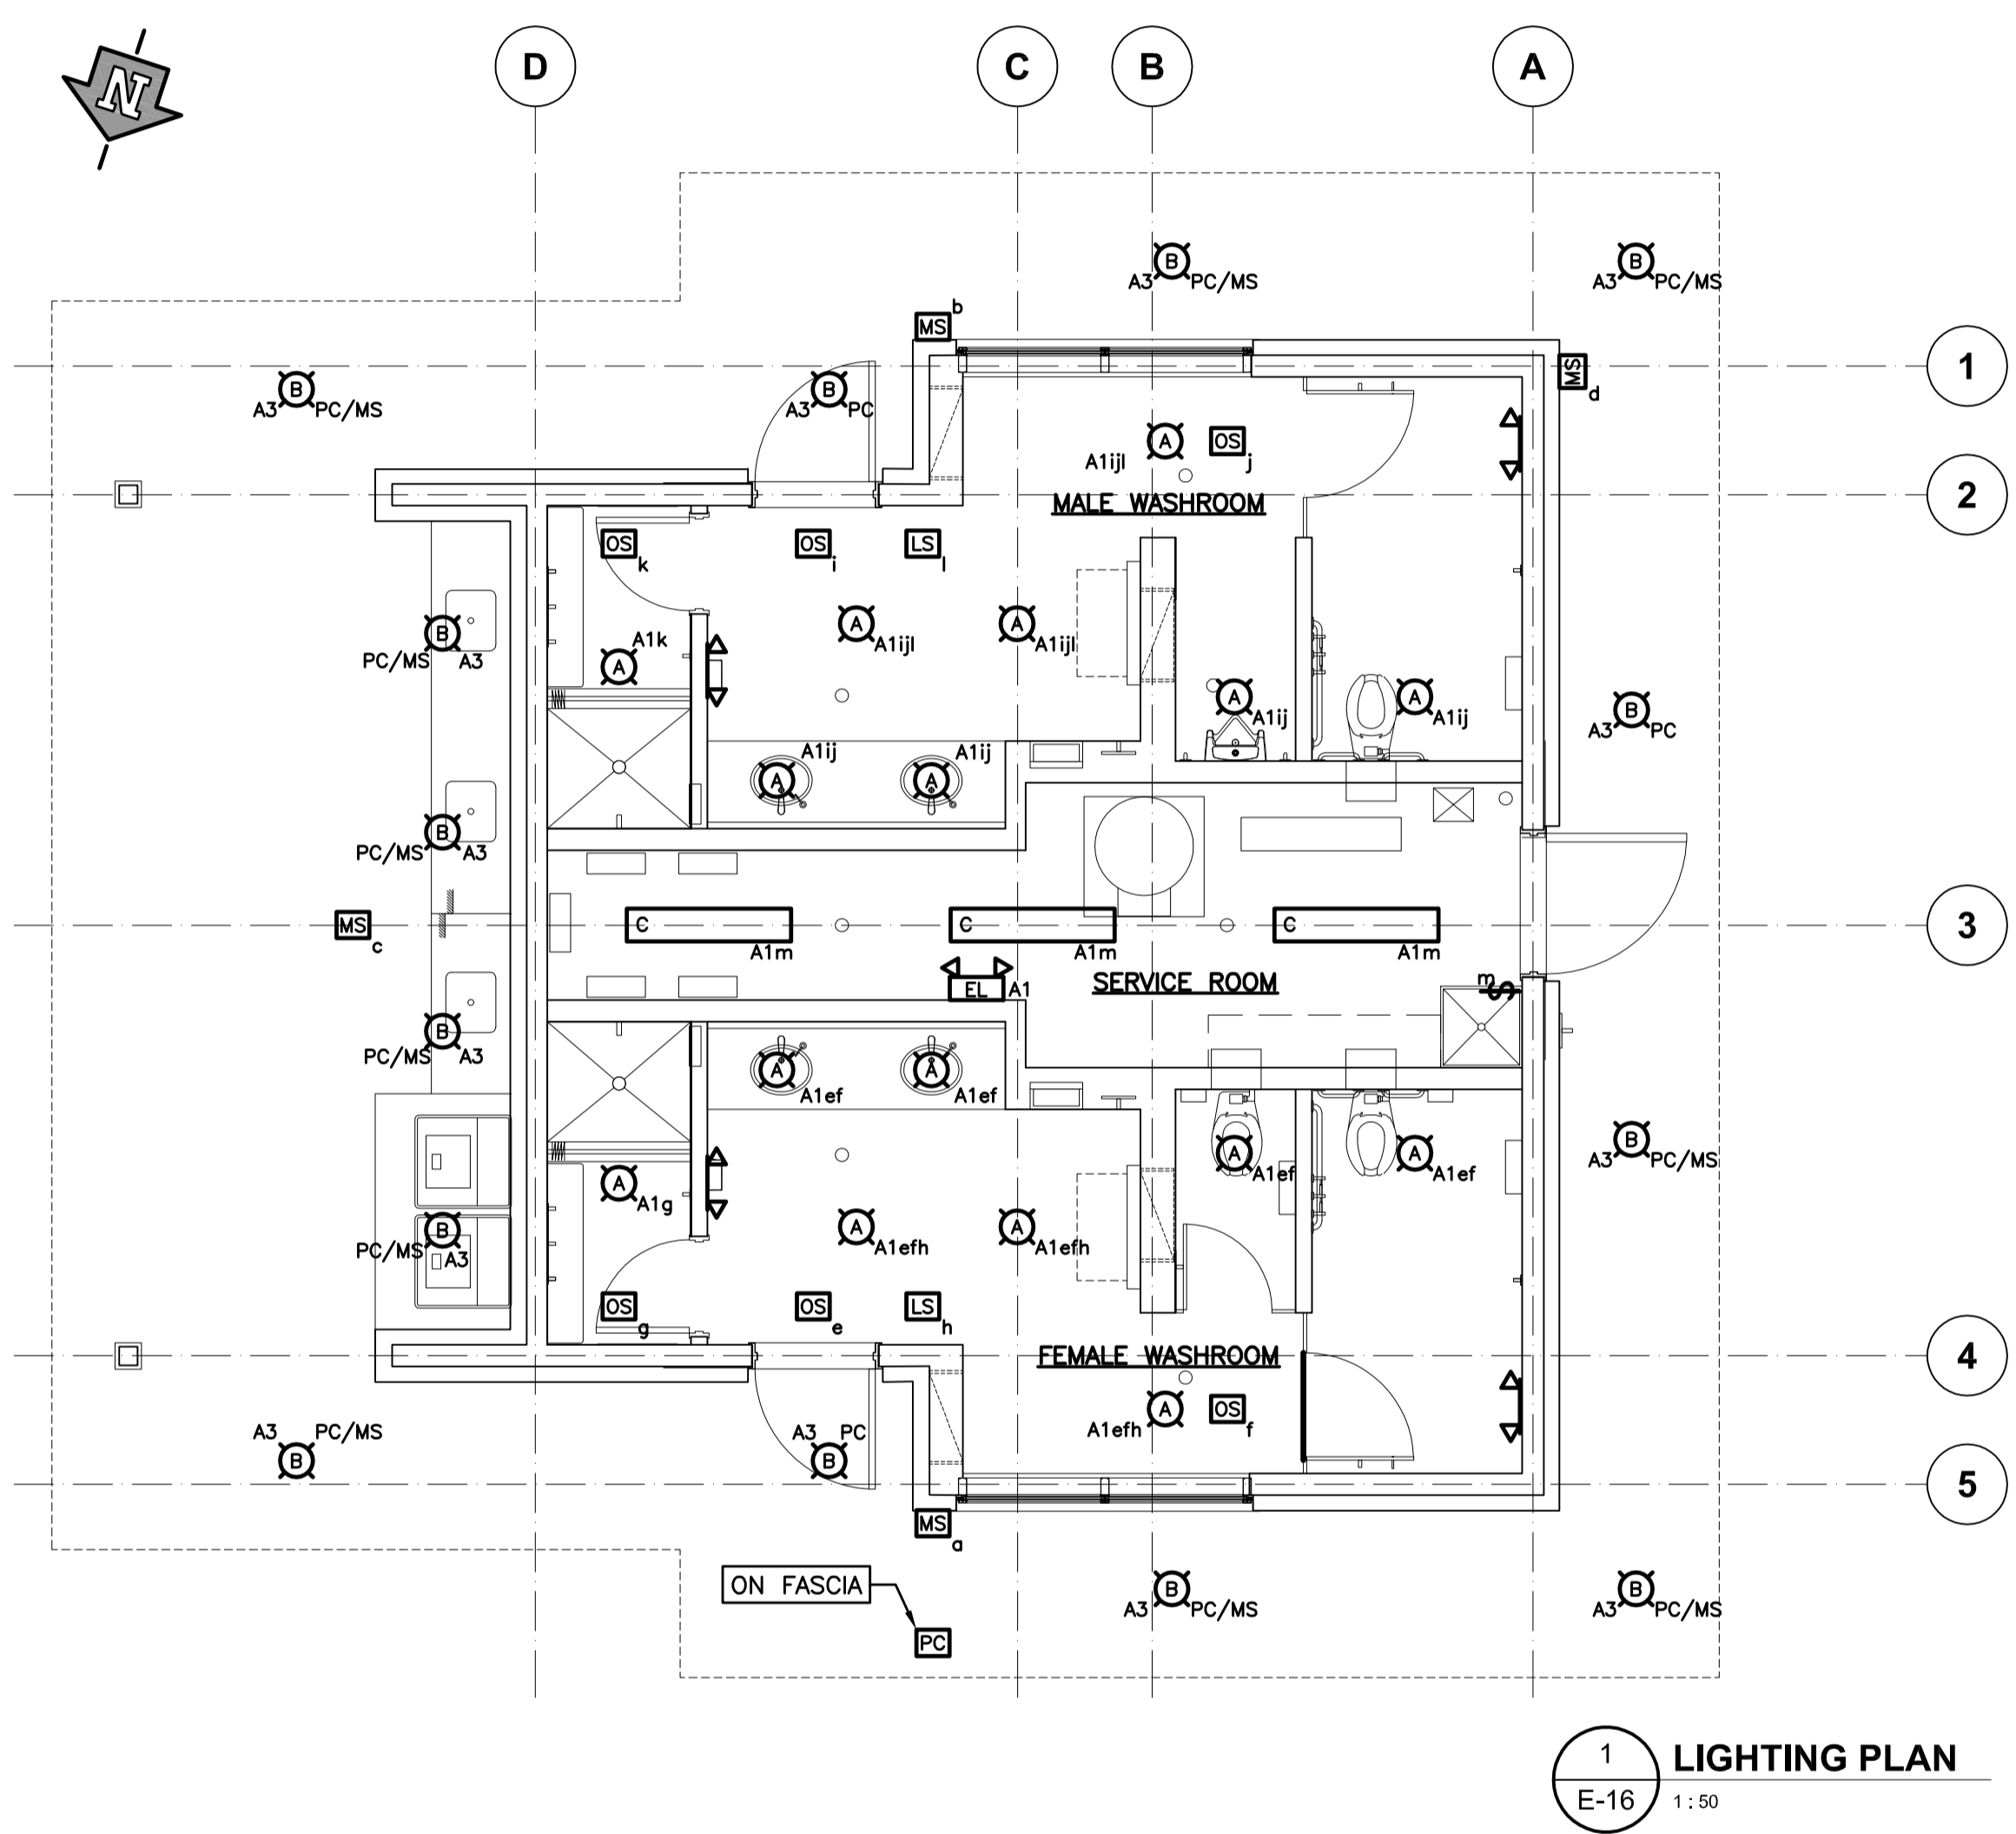 N
D
C
B
A
B
A3 PC/MS
B
A3 PC/MS
MS b
1
B
A3 PC/MS
B
A3 PC
MS d
A
A1ijl
OS j
2
MALE WASHROOM
OS k
OS i
LS l
B
PC/MS A3
A1k
A
A
A1ijl
A
A1ijl
A
A1ij
A
A1ij
B
A3 PC
A1ij
A
A1ij
A
B
PC/MS A3
MS c
C
A1m
C
A1m
C
A1m
3
EL A1
SERVICE ROOM
m
$
B
PC/MS A3
A
A1ef
A
A1ef
A
A1g
A
A1ef
A
A1ef
B
A3 PC/MS
B
PC/MS A3
A
A1efh
A
A1efh
OS g
OS e
LS h
FEMALE WASHROOM
4
A
A1efh
OS f
A3 PC/MS
B
A3 PC
B
5
MS a
ON FASCIA
PC
B
A3 PC/MS
B
A3 PC/MS
1
E-16
LIGHTING PLAN
1 : 50